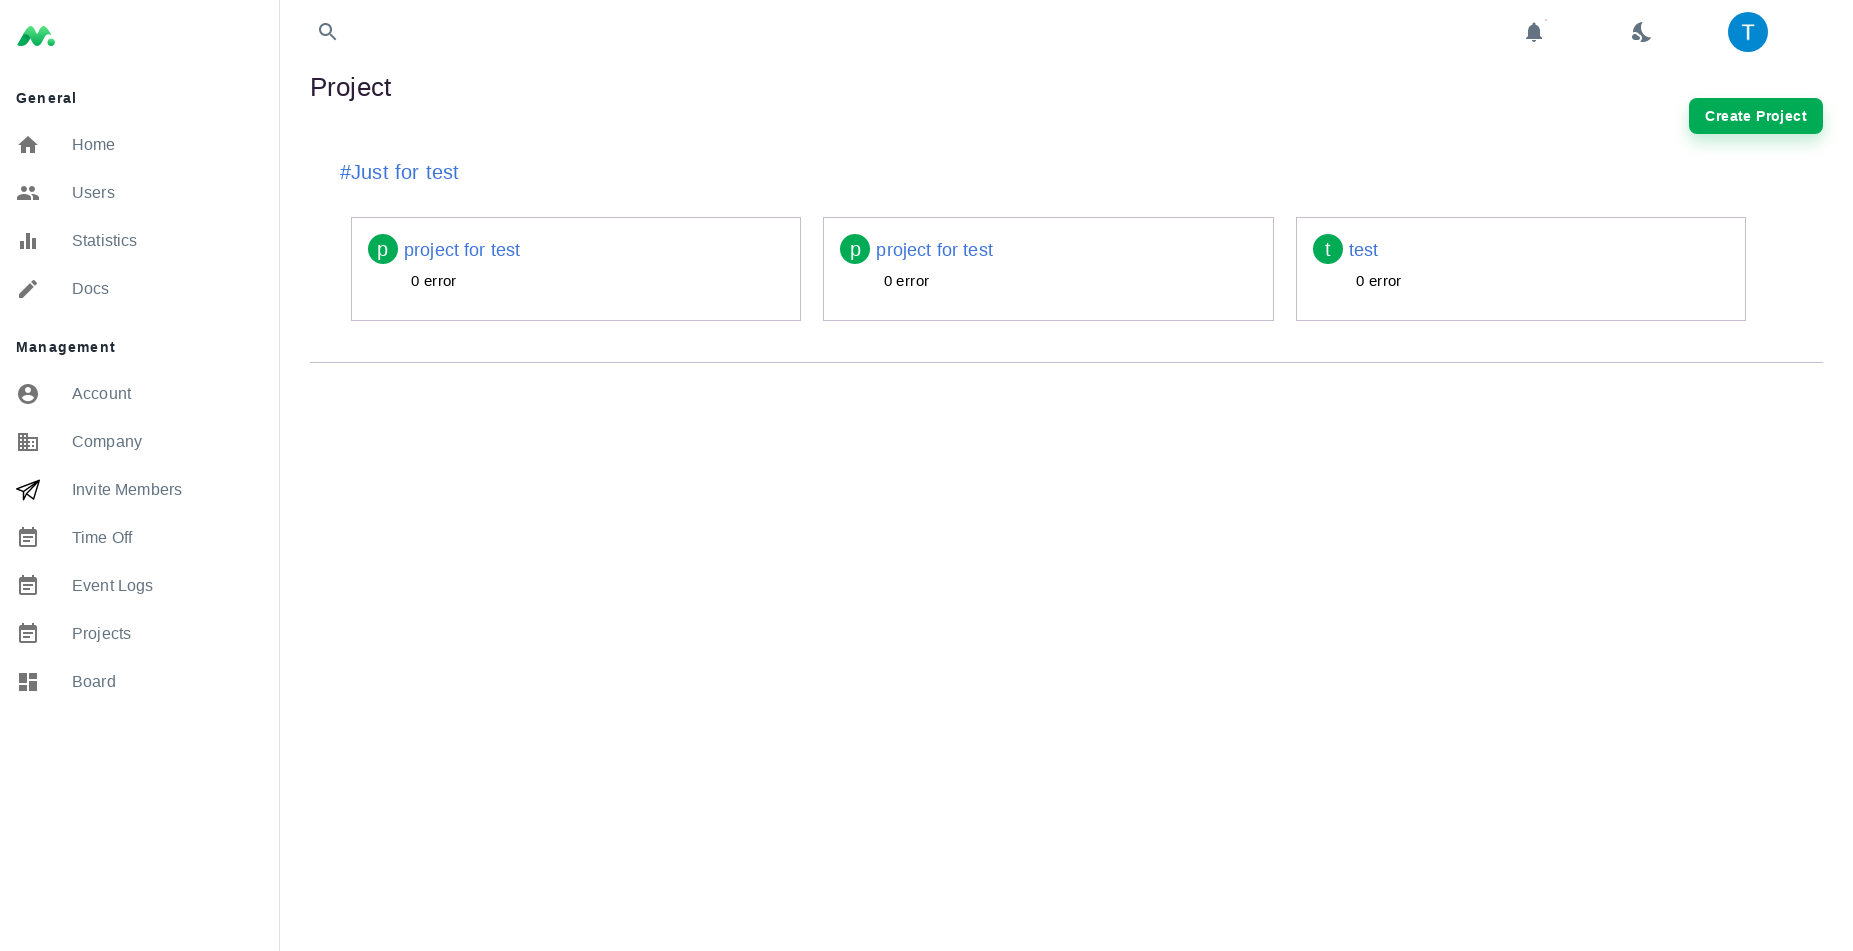 General
Home
Users
Statistics
Docs
Management
Account
Company
Invite Members
Time Off
Event Logs
Projects
Board
T
Project
Create Project
#Just for test
p project for test
0 error
p project for test
0 error
t test
0 error